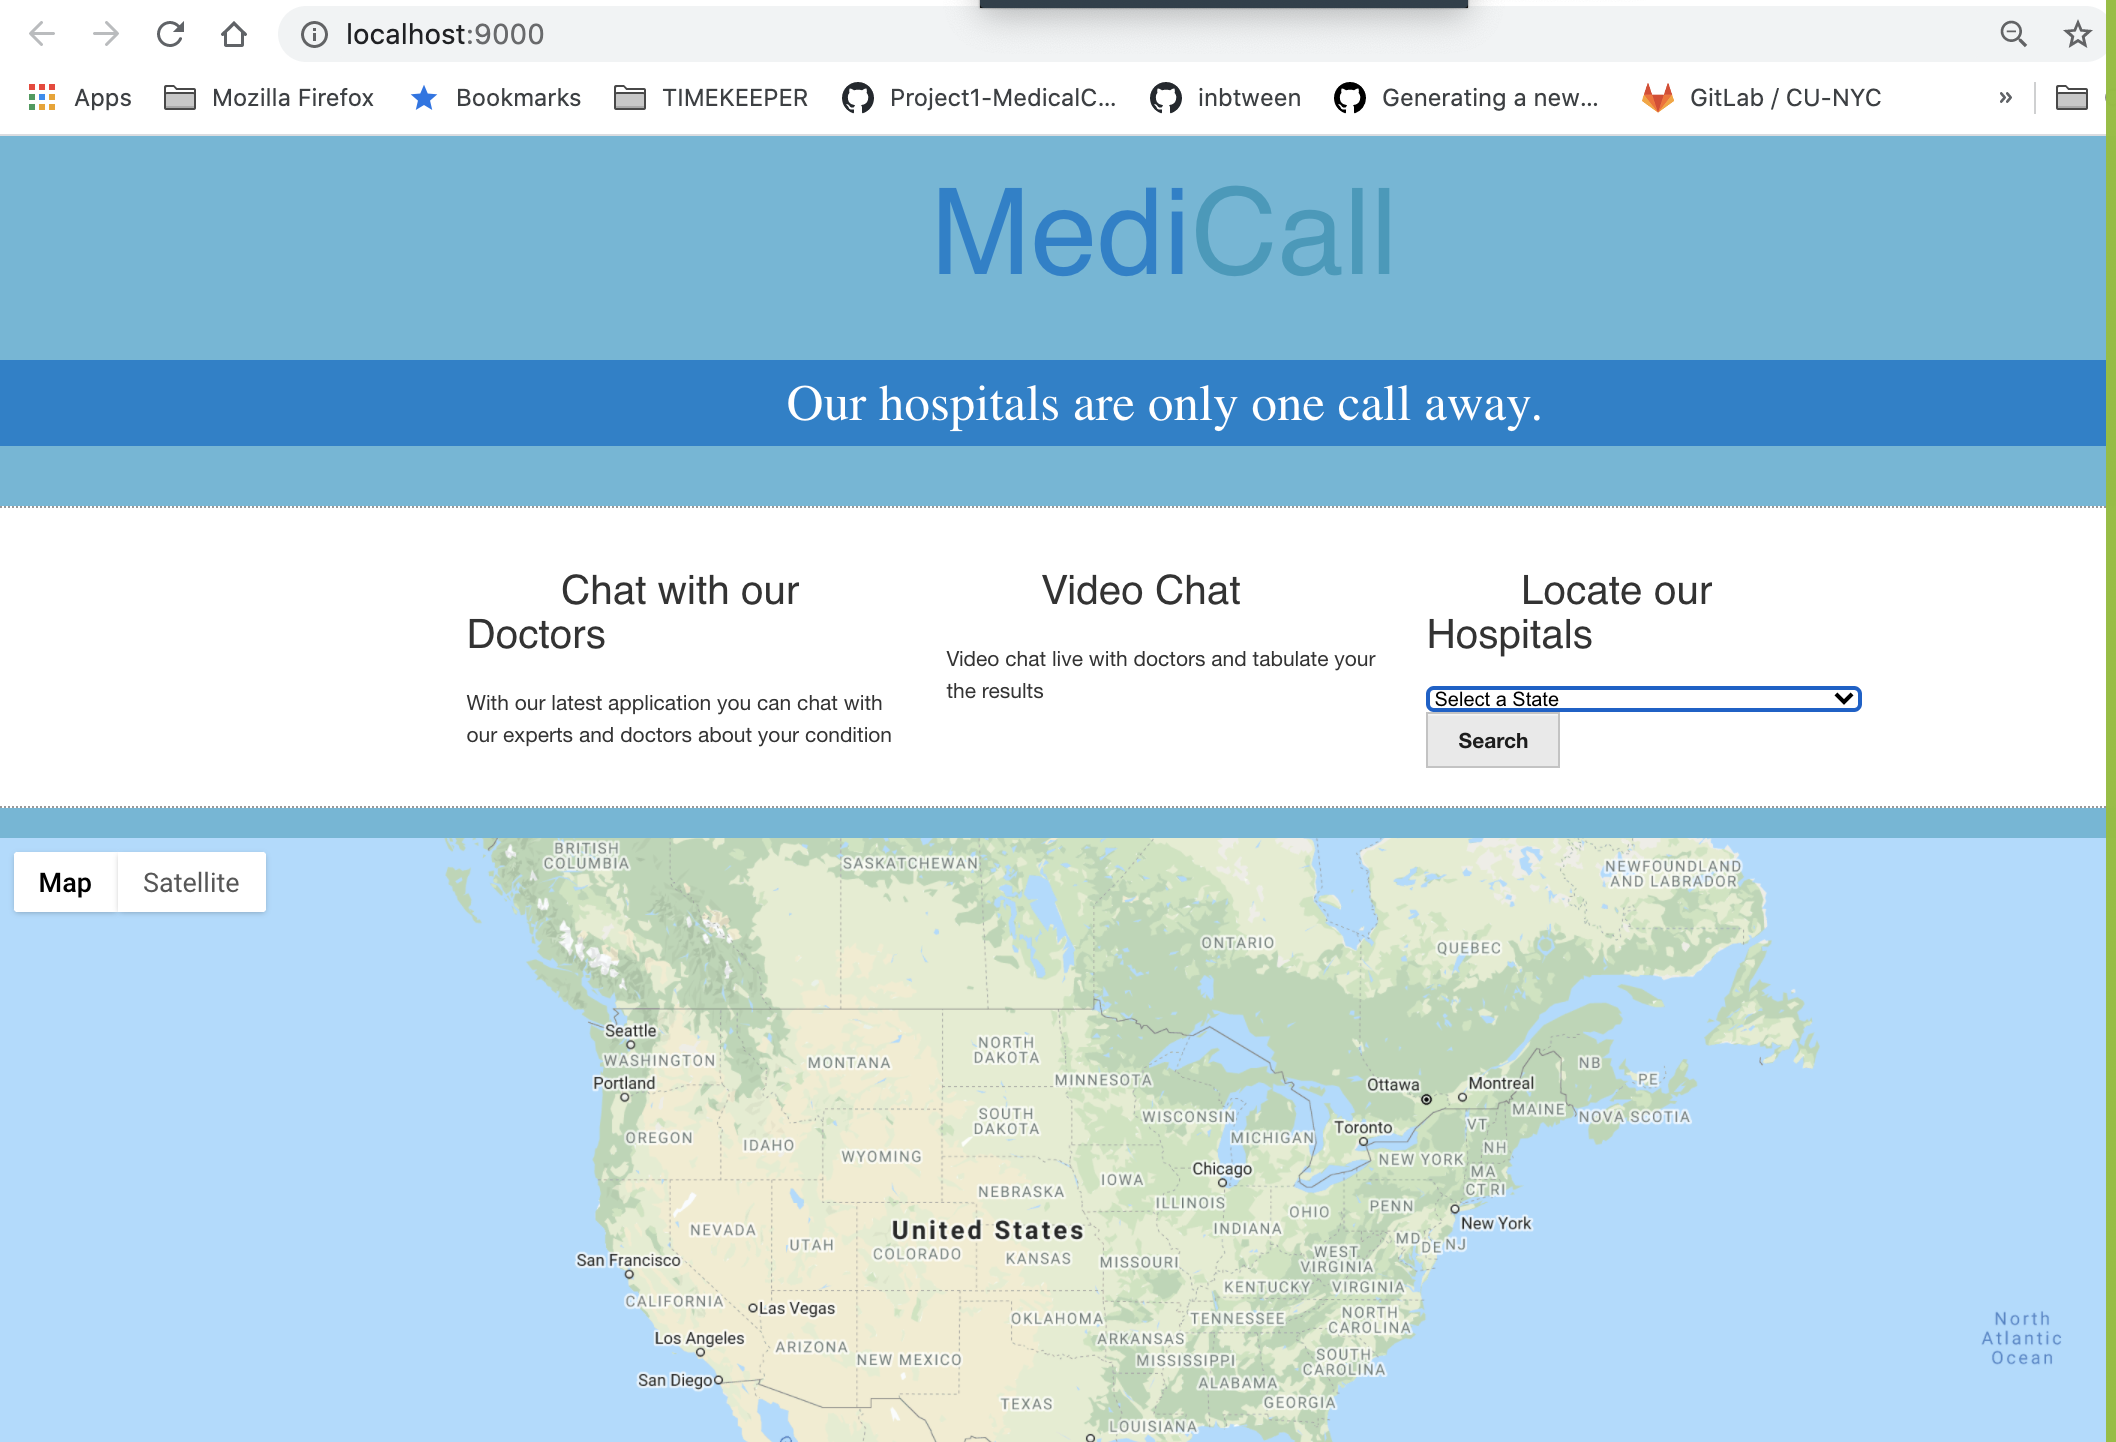 localhost:9000
Apps Mozilla Firefox Bookmarks TIMEKEEPER Project1-MedicalC... inbtween Generating a new... GitLab / CU-NYC »
MediCall
Our hospitals are only one call away.
Chat with our
Doctors
With our latest application you can chat with
our experts and doctors about your condition
Video Chat
Video chat live with doctors and tabulate your
the results
Locate our
Hospitals
Select a State
Search
Map Satellite
BRITISH
COLUMBIA
SASKATCHEWAN
NEWFOUNDLAND
AND LABRADOR
ONTARIO
QUEBEC
Seattle
WASHINGTON
MONTANA
NORTH
DAKOTA
MINNESOTA
NB
PE
Portland
Ottawa
Montreal
MAINE
NOVA SCOTIA
SOUTH
DAKOTA
WISCONSIN
VT
OREGON
IDAHO
MICHIGAN
Toronto
NH
WYOMING
NEW YORK
MA
Chicago
IOWA
CT RI
NEBRASKA
ILLINOIS
OHIO
PENN
New York
NEVADA
United States
INDIANA
UTAH
COLORADO
KANSAS
MISSOURI
WEST
VIRGINIA
MD
DE
NJ
San Francisco
KENTUCKY
VIRGINIA
CALIFORNIA
Las Vegas
OKLAHOMA
TENNESSEE
NORTH
CAROLINA
North
Atlantic
Ocean
Los Angeles
ARIZONA
ARKANSAS
NEW MEXICO
MISSISSIPPI
SOUTH
CAROLINA
San Diego
ALABAMA
TEXAS
GEORGIA
LOUISIANA